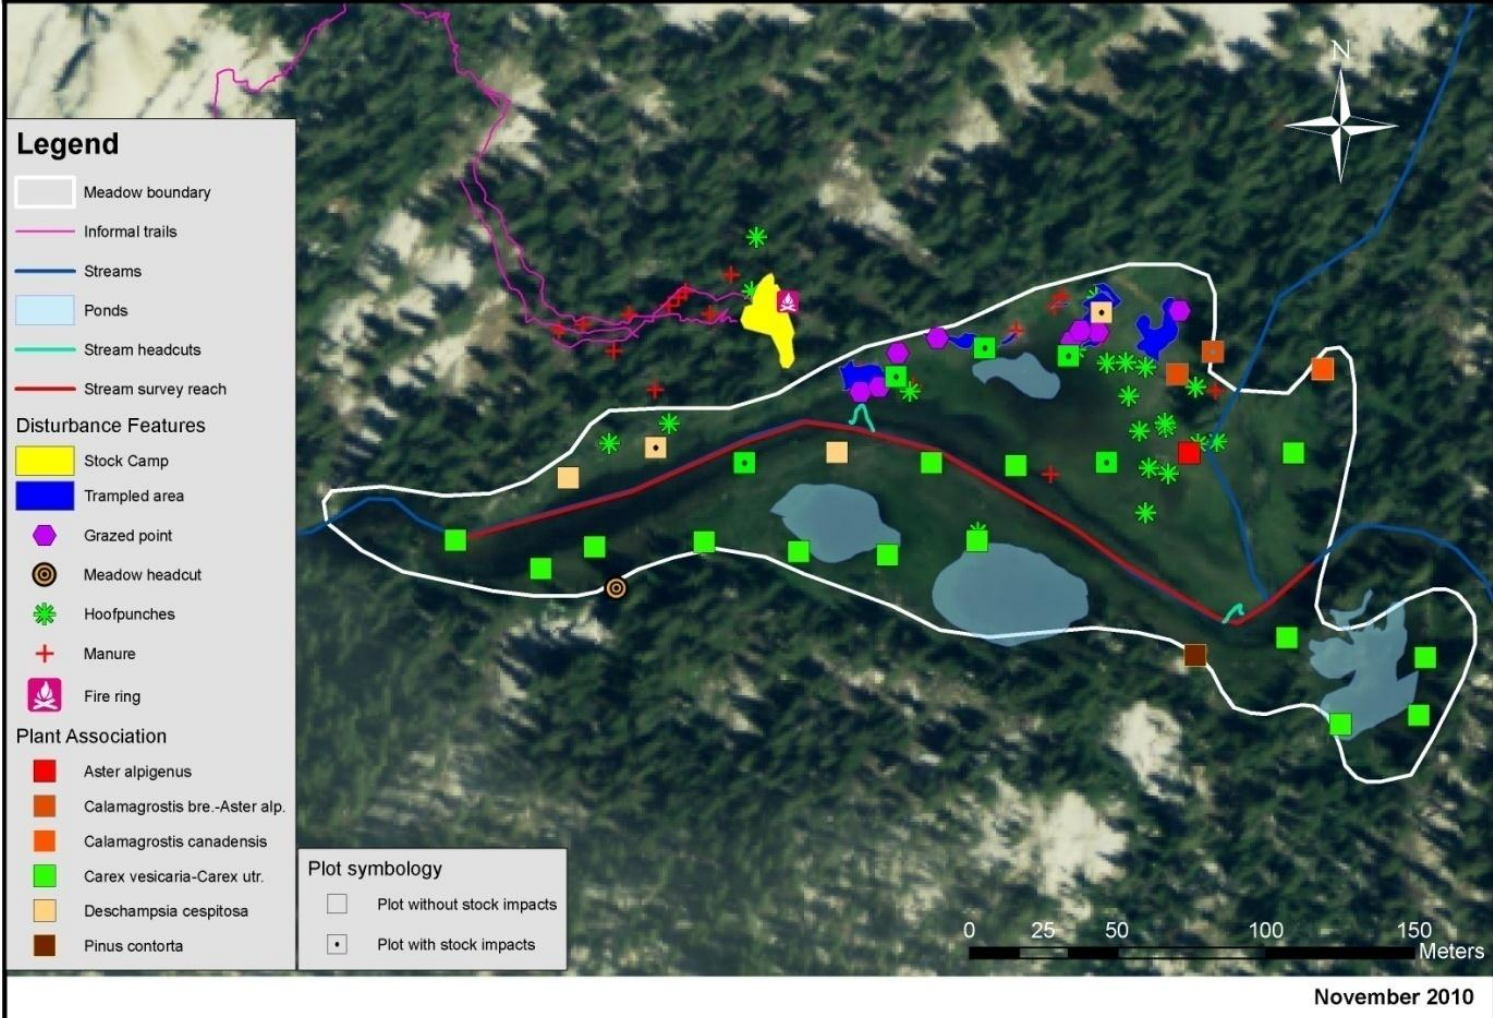 N
Legend
Meadow boundary
Informal trails
Streams
Ponds
Stream headcuts
Stream survey reach
Disturbance Features
Stock Camp
Trampled area
Grazed point
Meadow headcut
Hoofpunches
Manure
Fire ring
Plant Association
Aster alpigenus
Calamagrostis bre.-Aster alp.
Calamagrostis canadensis
Carex vesicaria-Carex utr.
Deschampsia cespitosa
Pinus contorta
Plot symbology
Plot without stock impacts
Plot with stock impacts
0 25 50 100 150
Meters
November 2010